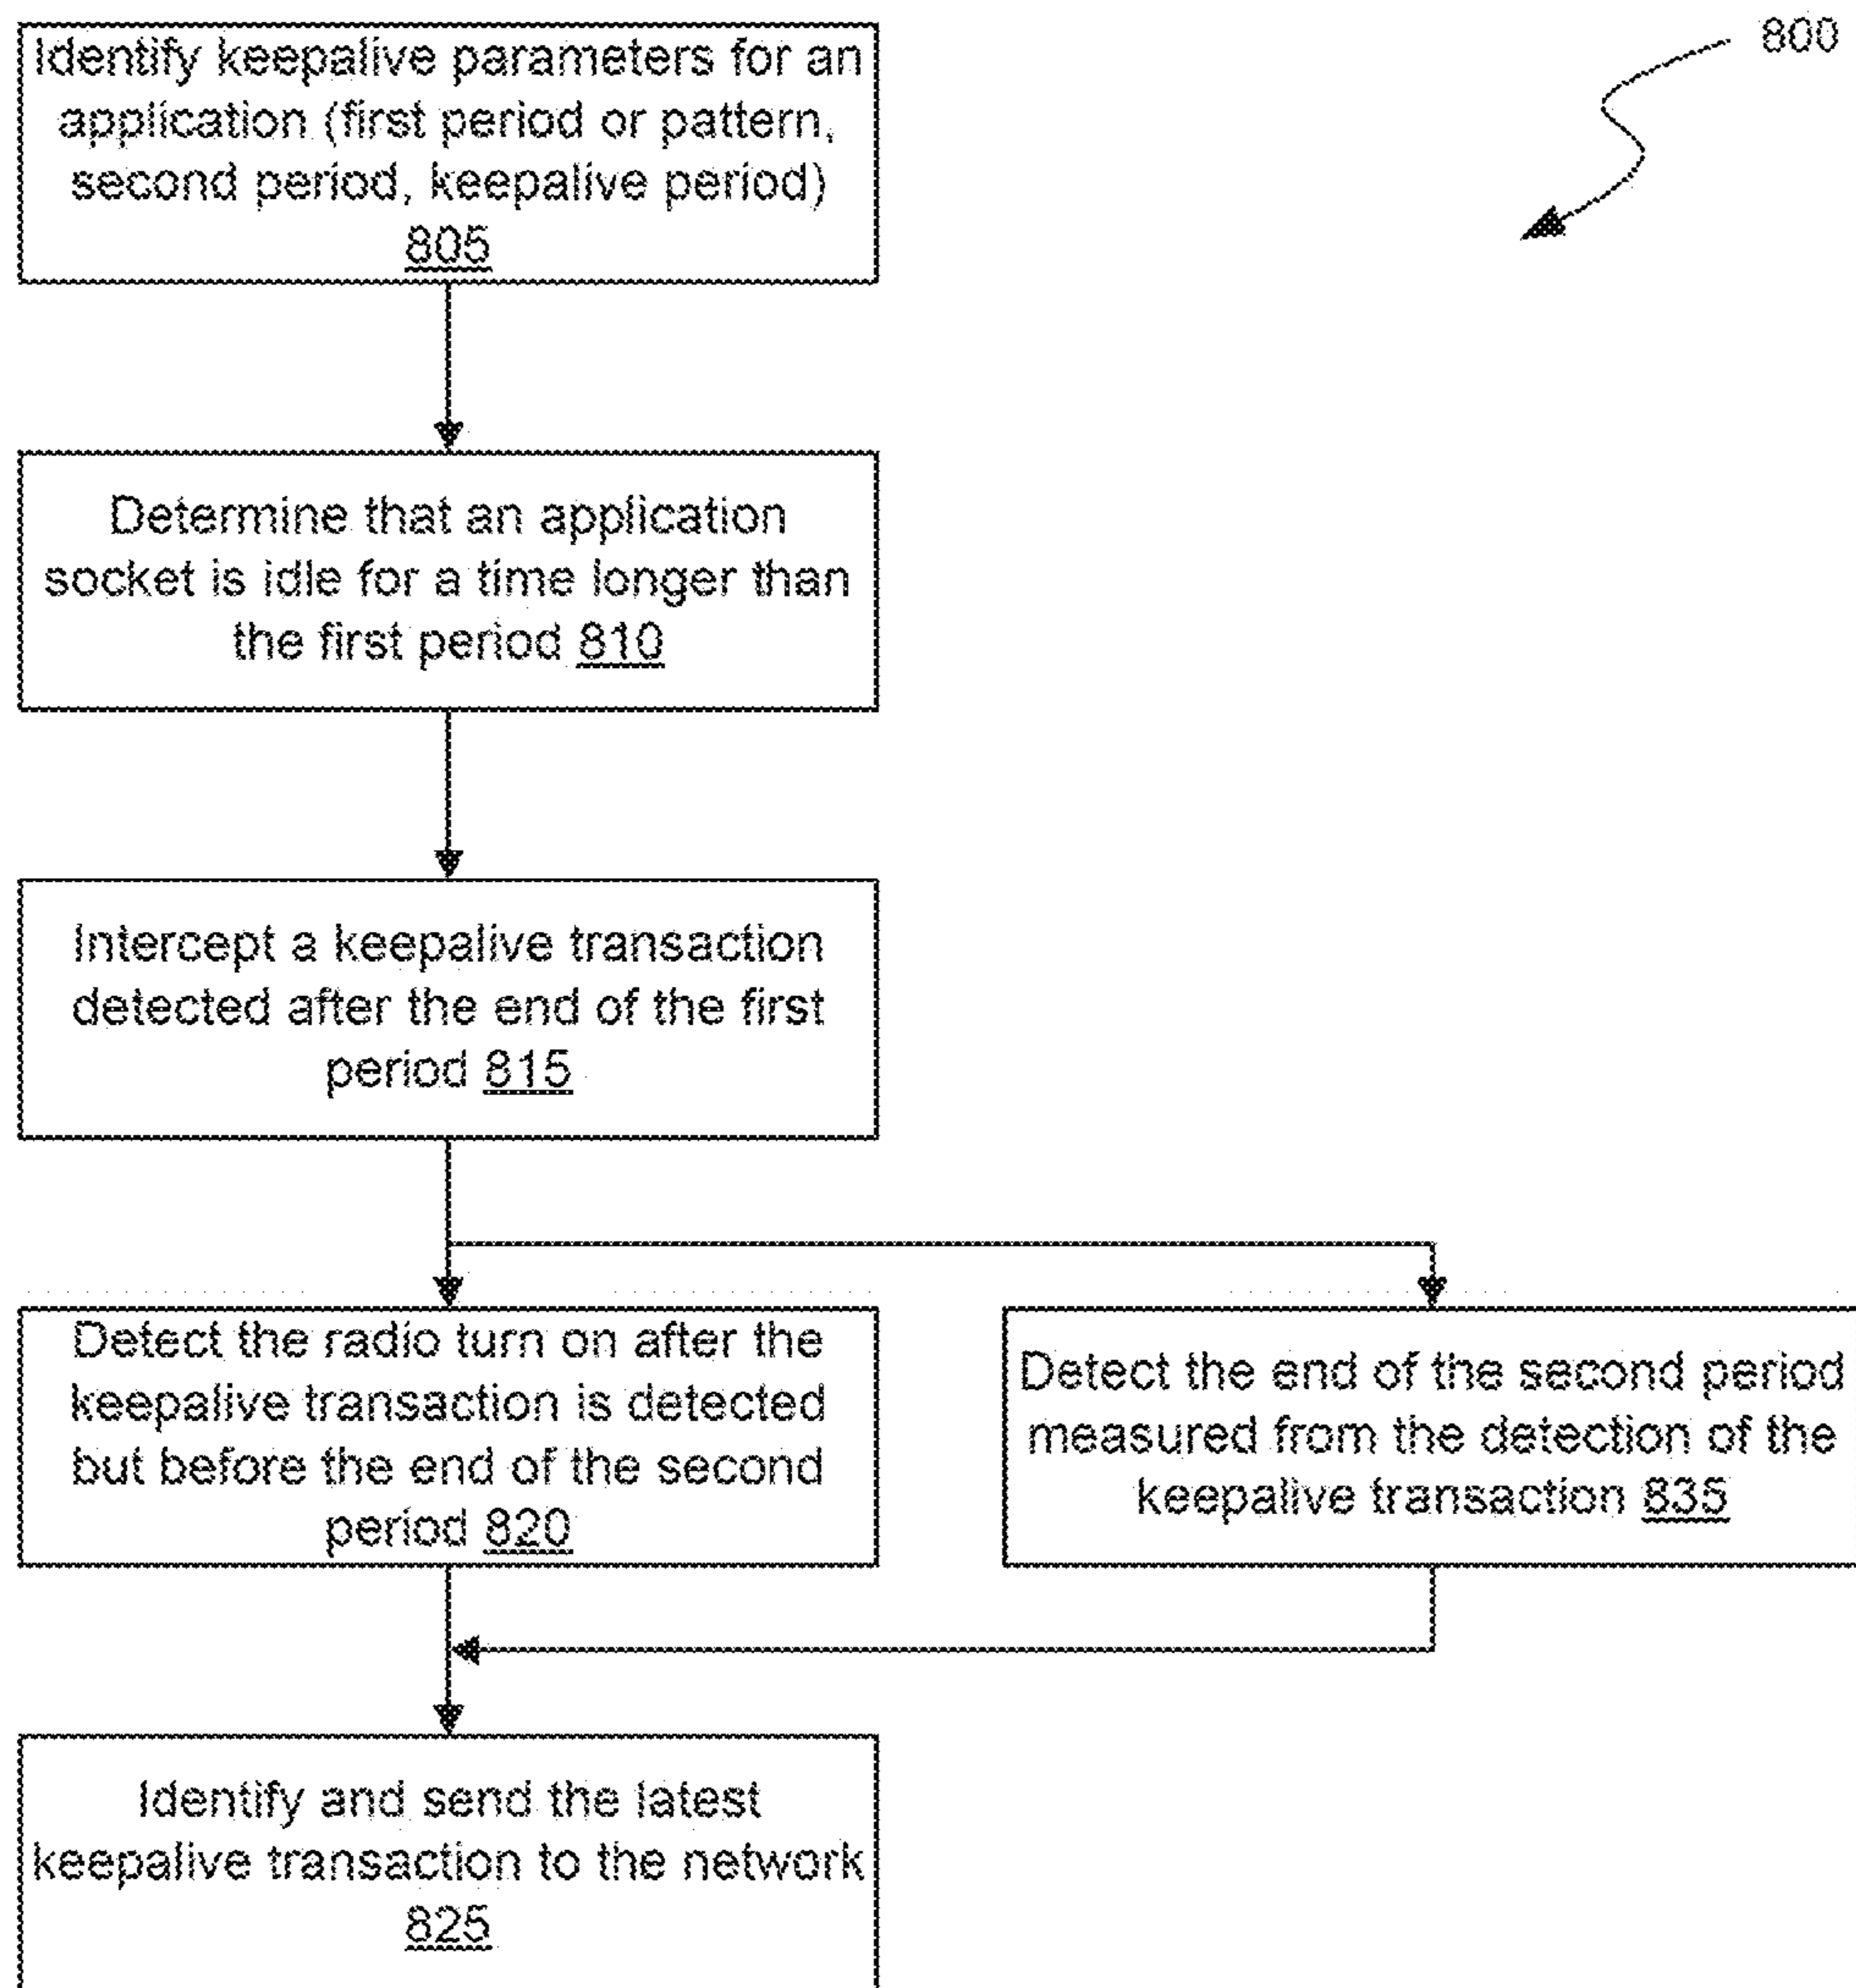 800
Identify keepalive parameters for an
application (first period or pattern,
second period, keepalive period)
805
Determine that an application
socket is idle for a time longer than
the first period 810
Intercept a keepalive transaction
detected after the end of the first
period 815
Detect the radio turn on after the
keepalive transaction is detected
but before the end of the second
period 820
Detect the end of the second period
measured from the detection of the
keepalive transaction 835
Identify and send the latest
keepalive transaction to the network
825